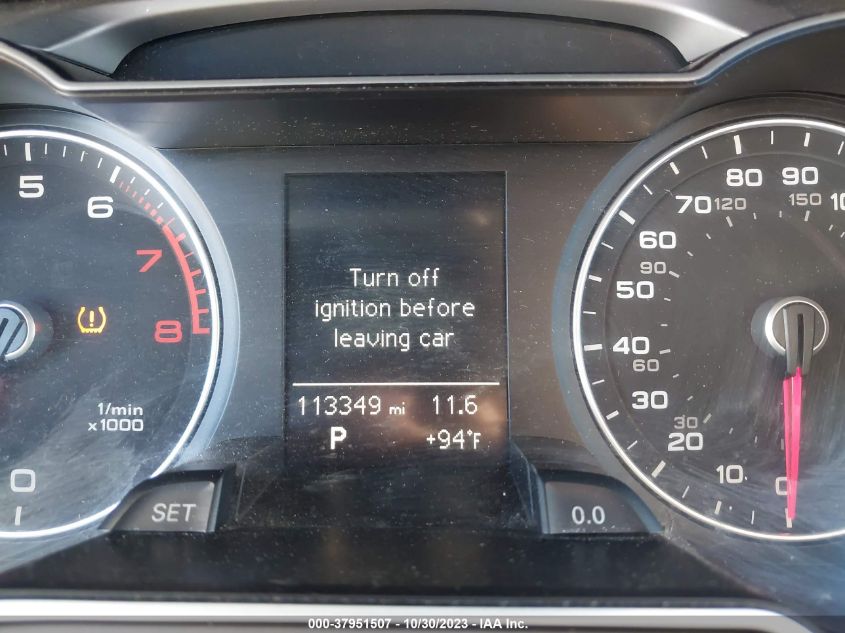 5
6
7
8
1/min
x1000
0
SET
Turn off
ignition before
leaving car
113349 mi 11.6
P +94°F
80 90
70 120 150 10
60
90
50
40
60
30
30
20
10
0
0.0
000-37951507 - 10/30/2023 - IAA Inc.